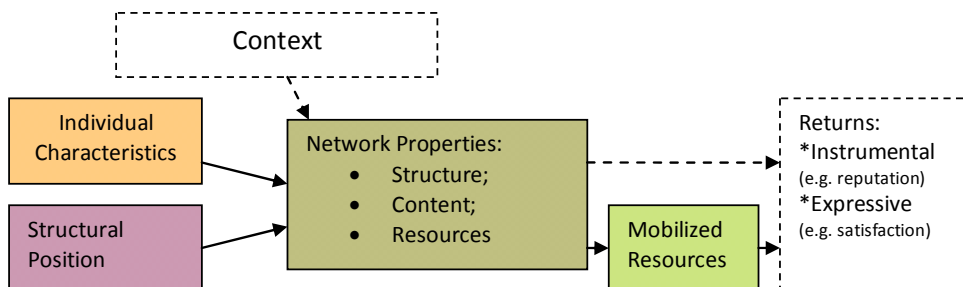 Context
Individual
Characteristics
Structural
Position
Network Properties:
• Structure;
• Content;
• Resources
Mobilized
Resources
Returns:
*Instrumental
(e.g. reputation)
*Expressive
(e.g. satisfaction)